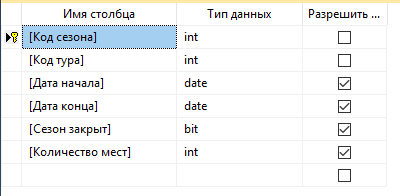 Имя столбца Тип данных Разрешить ...
[Код сезона] int
[Код тура] int
[Дата начала] date
[Дата конца] date
[Сезон закрыт] bit
[Количество мест] int